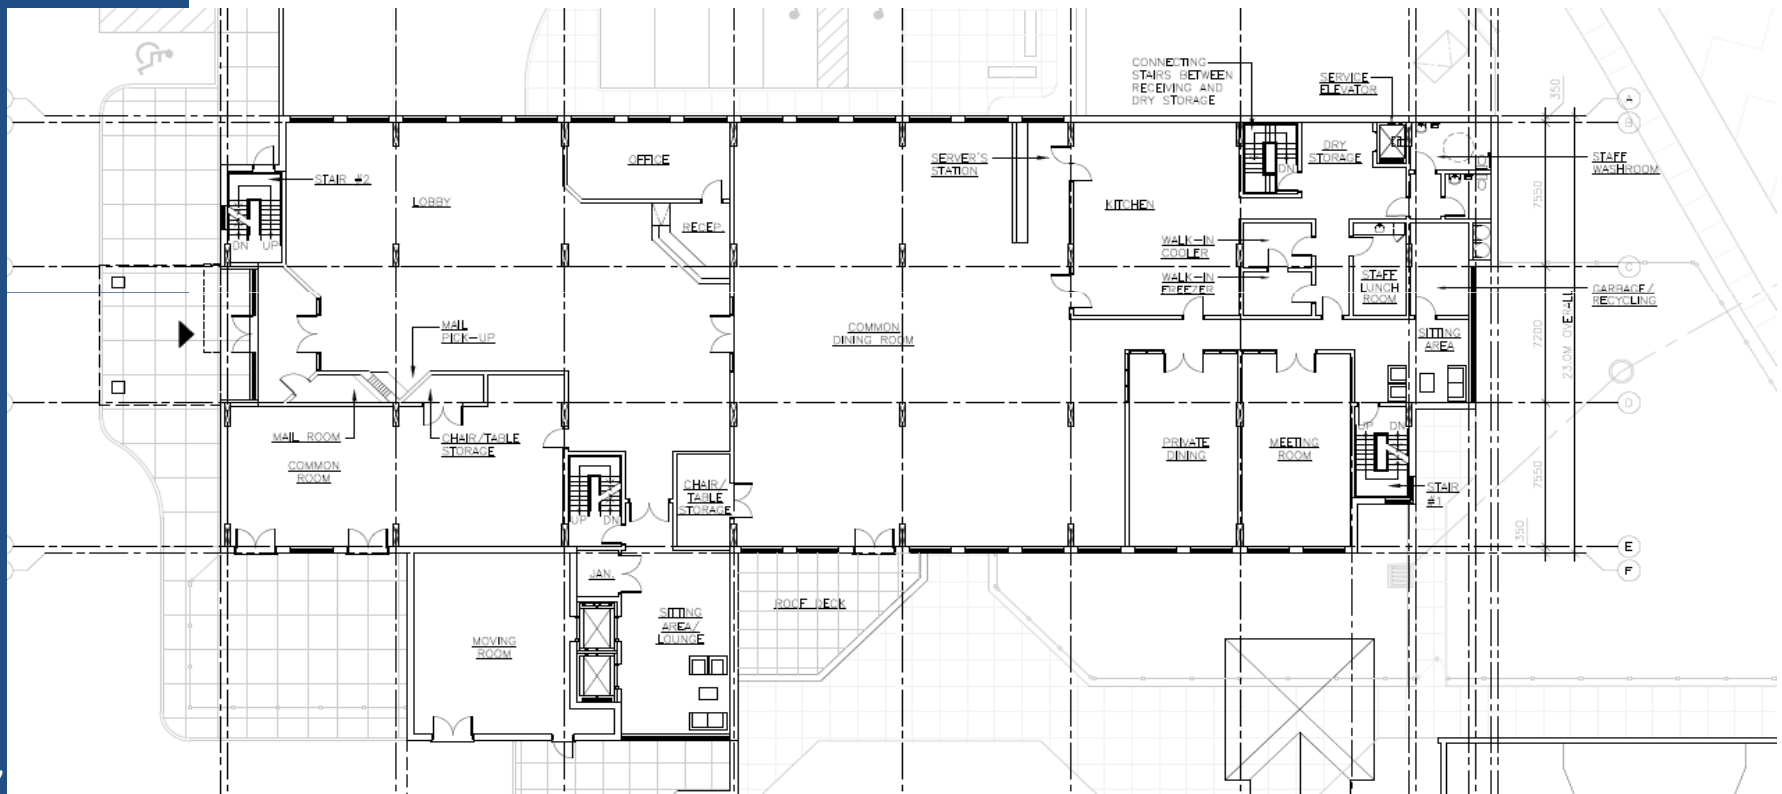 CONNECTING
STAIRS BETWEEN
RECEIVING AND
DRY STORAGE
SERVICE
ELEVATOR
350
A
B
OFFICE
SERVER'S
STATION
DRY
STORAGE
STAFF
WASHROOM
DN
STAIR #2
LOBBY
KITCHEN
7550
RECEP.
DN
UP
WALK-IN
COOLER
C
WALK-IN
FREEZER
STAFF
LUNCH
ROOM
GARBAGE/
RECYCLING
MAIL
PICK-UP
COMMON
DINING ROOM
SITTING
AREA
7200
23.0M OVERALL
D
MAIL ROOM
CHAIR/TABLE
STORAGE
COMMON
ROOM
PRIVATE
DINING
MEETING
ROOM
UP
DN
CHAIR/
TABLE
STORAGE
STAIR
#1
7550
UP
DN
350
E
F
JAN.
ROOF DECK
SITTING
AREA/
LOUNGE
MOVING
ROOM